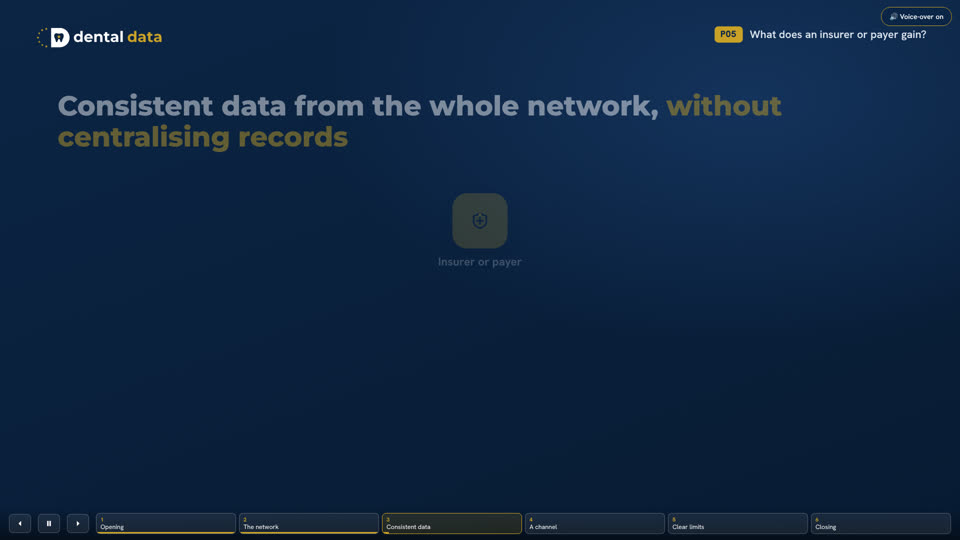 🔊 Voice-over on
dental data
P05 What does an insurer or payer gain?
Consistent data from the whole network, without
centralising records
Insurer or payer
1
Opening
2
The network
3
Consistent data
4
A channel
5
Clear limits
6
Closing